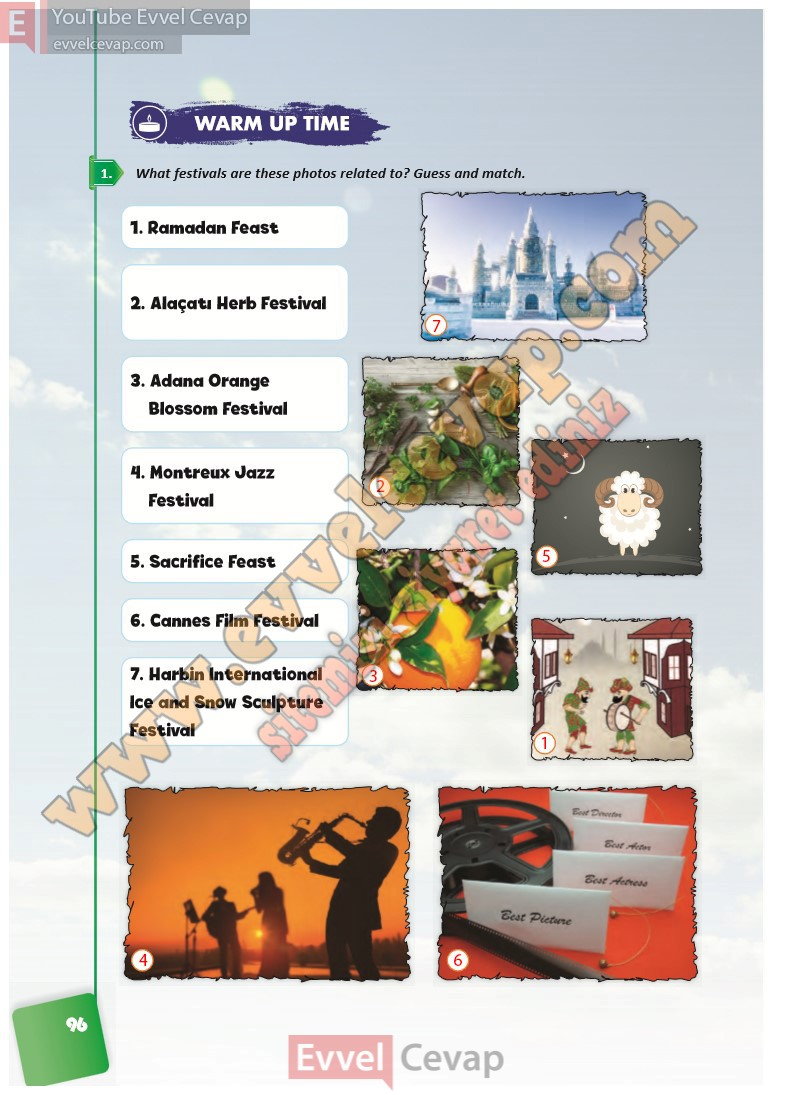 YouTube Evvel Cevap
E
evvelcevap.com
WARM UP TIME
1.
What festivals are these photos related to? Guess and match.
1. Ramadan Feast
2. Alaçatı Herb Festival
3. Adana Orange
Blossom Festival
4. Montreux Jazz
Festival
5. Sacrifice Feast
6. Cannes Film Festival
7. Harbin International
Ice and Snow Sculpture
Festival
7
2
5
3
1
4
Best Director
Best Actor
Best Actress
Best Picture
6
www.evvelcevap.com
96
Evvel Cevap